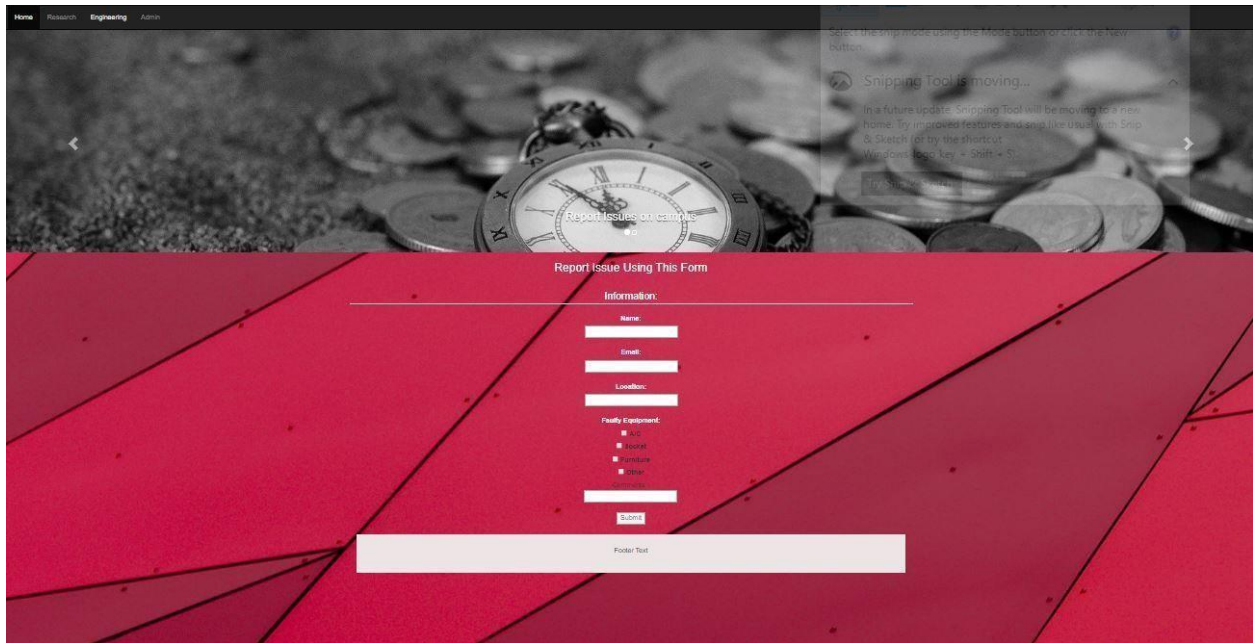 Home Research Engineering Admin
Select the snip mode using the Mode button or click the New
button.
Snipping Tool is moving...
In a future update, Snipping Tool will be moving to a new
home. Try improved features and snip like usual with Snip
& Sketch (or try the shortcut
Windows logo key + Shift + S).
XII
I
X
IX
Report Issues on campus
Report Issue Using This Form
Information:
Name:
Email:
Location:
Faulty Equipment:
A/C
Socket
Furniture
Other
Comments:
Submit
Footer Text